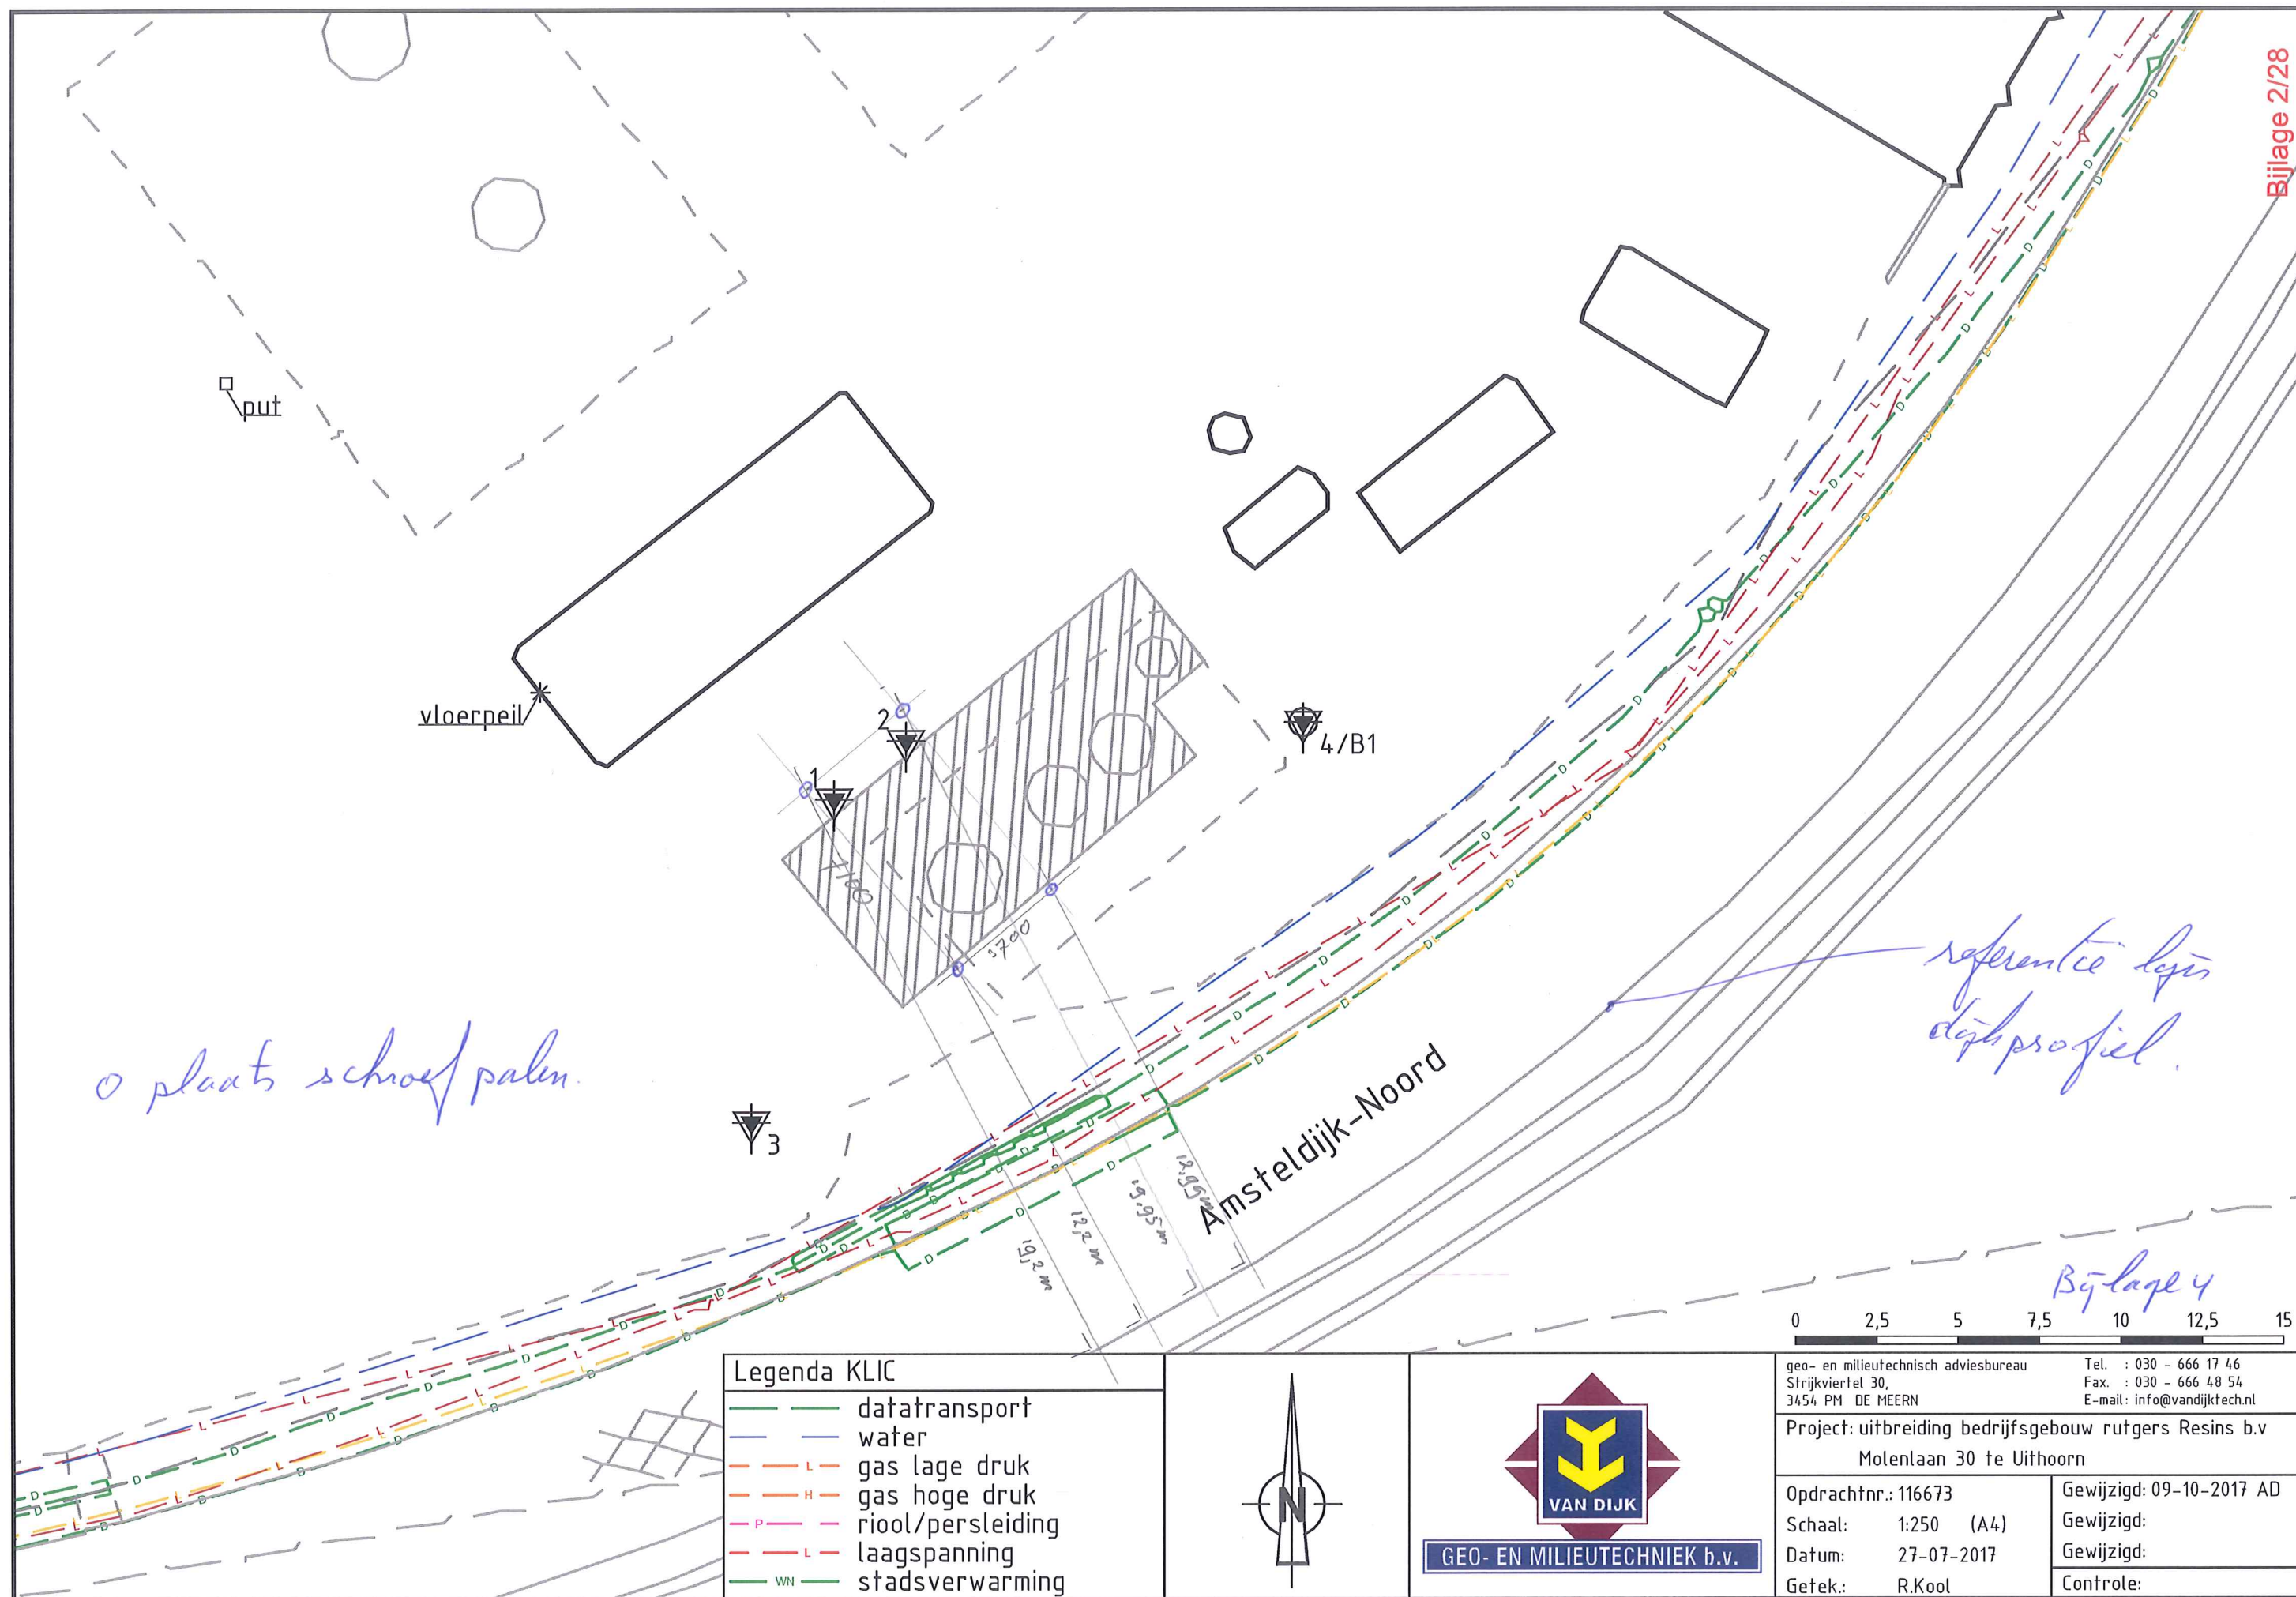 Bijlage 2/28
put
vloerpeil
2
1
4/B1
7700
3700
referentie lijn
dijkprofiel.
o plaats schroefpalen.
3
Amsteldijk-Noord
12,99m
19,95m
12,2 m
19,2 m
Bijlage 4
0 2,5 5 7,5 10 12,5 15
Legenda KLIC
datatransport
water
L gas lage druk
H gas hoge druk
P riool/persleiding
L laagspanning
WN stadsverwarming
N
VAN DIJK
GEO- EN MILIEUTECHNIEK b.v.
geo- en milieutechnisch adviesbureau
Strijkviertel 30,
3454 PM DE MEERN
Tel. : 030 - 666 17 46
Fax. : 030 - 666 48 54
E-mail: info@vandijktech.nl
Project: uitbreiding bedrijfsgebouw rutgers Resins b.v
Molenlaan 30 te Uithoorn
Opdrachtnr.: 116673
Schaal: 1:250 (A4)
Datum: 27-07-2017
Getek.: R.Kool
Gewijzigd: 09-10-2017 AD
Gewijzigd:
Gewijzigd:
Controle: